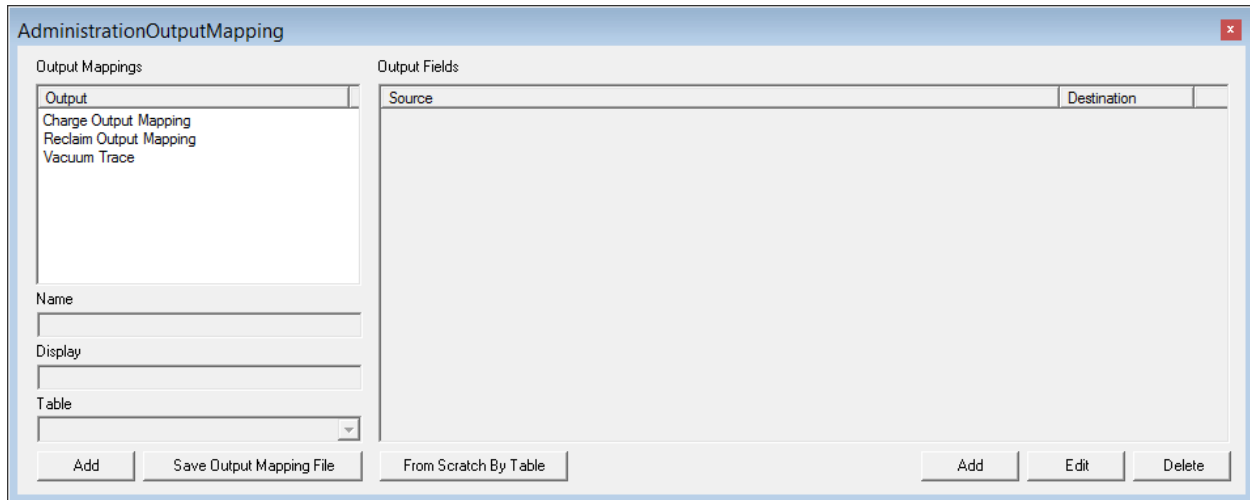 AdministrationOutputMapping
x
Output Mappings
Output
Charge Output Mapping
Reclaim Output Mapping
Vacuum Trace
Name
Display
Table
Add Save Output Mapping File
Output Fields
Source Destination
From Scratch By Table Add Edit Delete